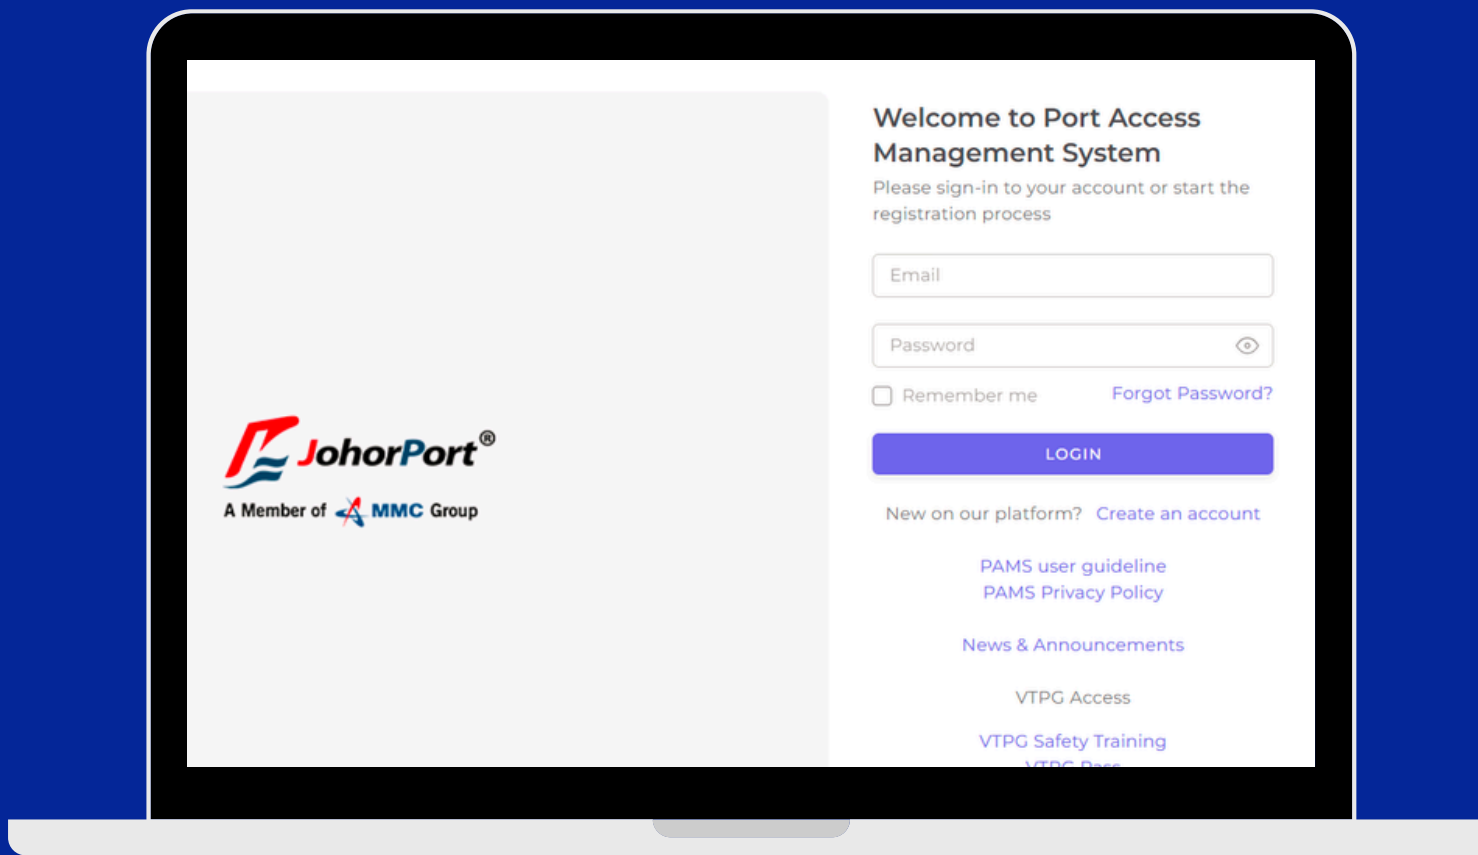 JohorPort®
A Member of MMC Group
Welcome to Port Access
Management System
Please sign-in to your account or start the
registration process
Email
Password
Remember me Forgot Password?
LOGIN
New on our platform? Create an account
PAMS user guideline
PAMS Privacy Policy
News & Announcements
VTPG Access
VTPG Safety Training
VTPG Pass